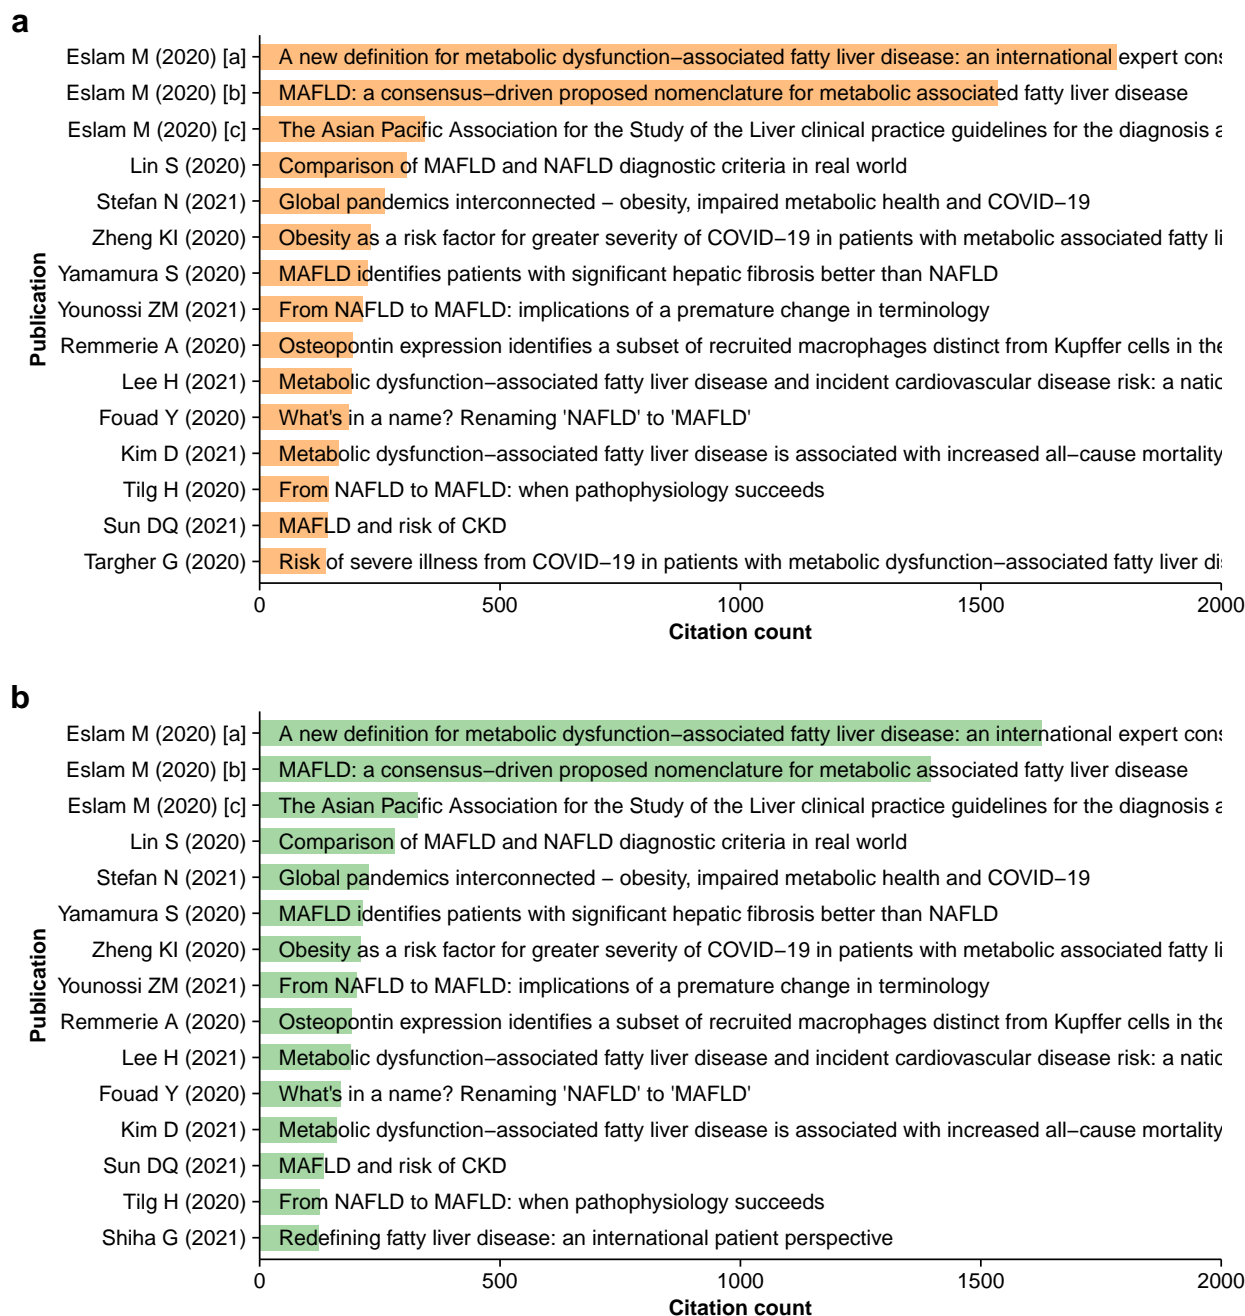 a
Eslam M (2020) [a] A new definition for metabolic dysfunction−associated fatty liver disease: an international expert cons
Eslam M (2020) [b] MAFLD: a consensus−driven proposed nomenclature for metabolic associated fatty liver disease
Eslam M (2020) [c] The Asian Pacific Association for the Study of the Liver clinical practice guidelines for the diagnosis a
Lin S (2020) Comparison of MAFLD and NAFLD diagnostic criteria in real world
Stefan N (2021) Global pandemics interconnected − obesity, impaired metabolic health and COVID−19
Zheng KI (2020) Obesity as a risk factor for greater severity of COVID−19 in patients with metabolic associated fatty li
Yamamura S (2020) MAFLD identifies patients with significant hepatic fibrosis better than NAFLD
Younossi ZM (2021) From NAFLD to MAFLD: implications of a premature change in terminology
Remmerie A (2020) Osteopontin expression identifies a subset of recruited macrophages distinct from Kupffer cells in the
Lee H (2021) Metabolic dysfunction−associated fatty liver disease and incident cardiovascular disease risk: a natio
Fouad Y (2020) What's in a name? Renaming 'NAFLD' to 'MAFLD'
Kim D (2021) Metabolic dysfunction−associated fatty liver disease is associated with increased all−cause mortality
Tilg H (2020) From NAFLD to MAFLD: when pathophysiology succeeds
Sun DQ (2021) MAFLD and risk of CKD
Targher G (2020) Risk of severe illness from COVID−19 in patients with metabolic dysfunction−associated fatty liver dis
Publication
0 500 1000 1500 2000
Citation count
b
Eslam M (2020) [a] A new definition for metabolic dysfunction−associated fatty liver disease: an international expert cons
Eslam M (2020) [b] MAFLD: a consensus−driven proposed nomenclature for metabolic associated fatty liver disease
Eslam M (2020) [c] The Asian Pacific Association for the Study of the Liver clinical practice guidelines for the diagnosis a
Lin S (2020) Comparison of MAFLD and NAFLD diagnostic criteria in real world
Stefan N (2021) Global pandemics interconnected − obesity, impaired metabolic health and COVID−19
Yamamura S (2020) MAFLD identifies patients with significant hepatic fibrosis better than NAFLD
Zheng KI (2020) Obesity as a risk factor for greater severity of COVID−19 in patients with metabolic associated fatty li
Younossi ZM (2021) From NAFLD to MAFLD: implications of a premature change in terminology
Remmerie A (2020) Osteopontin expression identifies a subset of recruited macrophages distinct from Kupffer cells in the
Lee H (2021) Metabolic dysfunction−associated fatty liver disease and incident cardiovascular disease risk: a natio
Fouad Y (2020) What's in a name? Renaming 'NAFLD' to 'MAFLD'
Kim D (2021) Metabolic dysfunction−associated fatty liver disease is associated with increased all−cause mortality
Sun DQ (2021) MAFLD and risk of CKD
Tilg H (2020) From NAFLD to MAFLD: when pathophysiology succeeds
Shiha G (2021) Redefining fatty liver disease: an international patient perspective
Publication
0 500 1000 1500 2000
Citation count